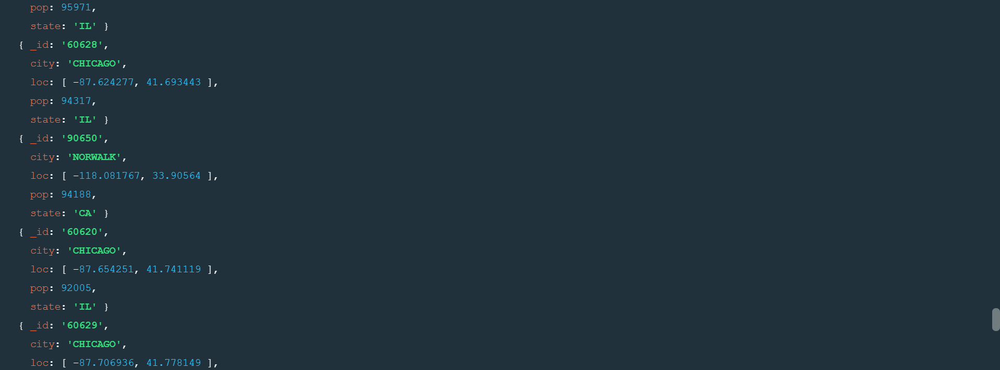 pop: 95971,
state: 'IL' }
{ _id: '60628',
city: 'CHICAGO',
loc: [ -87.624277, 41.693443 ],
pop: 94317,
state: 'IL' }
{ _id: '90650',
city: 'NORWALK',
loc: [ -118.081767, 33.90564 ],
pop: 94188,
state: 'CA' }
{ _id: '60620',
city: 'CHICAGO',
loc: [ -87.654251, 41.741119 ],
pop: 92005,
state: 'IL' }
{ _id: '60629',
city: 'CHICAGO',
loc: [ -87.706936, 41.778149 ],